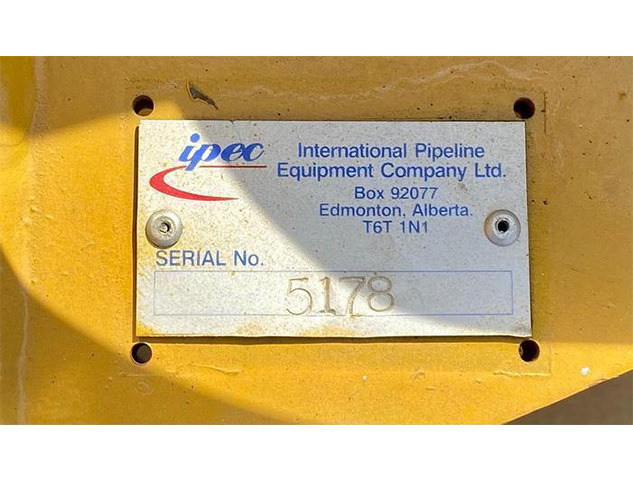 ipec
International Pipeline
Equipment Company Ltd.
Box 92077
Edmonton, Alberta.
T6T 1N1
SERIAL No.
5178